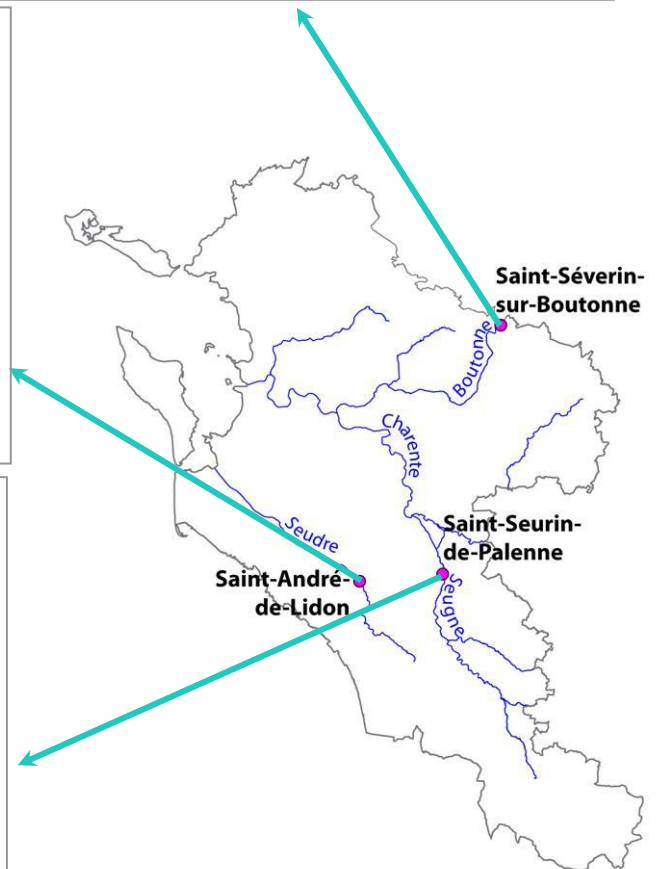 Saint-Séverin-
sur-Boutonne
Boutonne
Charente
Saint-Seurin-
de-Palenne
Seudre
Saint-André-
de-Lidon
Seugne